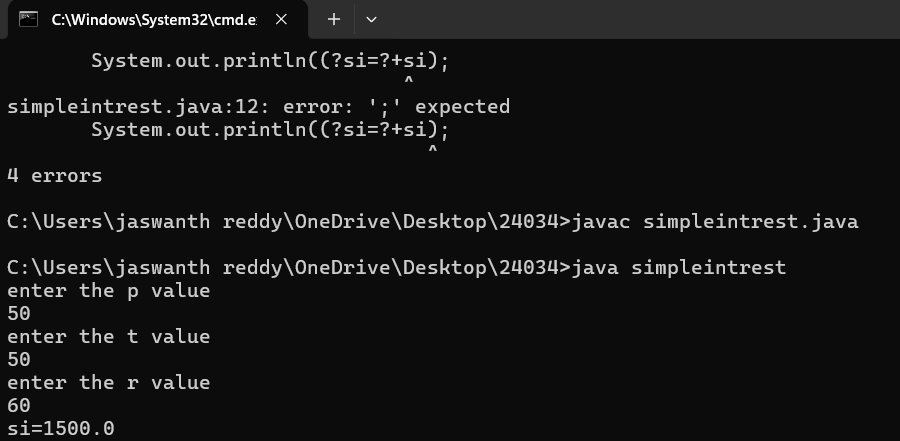 C:\Windows\System32\cmd.e
System.out.println((?si=?+si);
^
simpleintrest.java:12: error: ';' expected
System.out.println((?si=?+si);
^
4 errors
C:\Users\jaswanth reddy\OneDrive\Desktop\24034>javac simpleintrest.java
C:\Users\jaswanth reddy\OneDrive\Desktop\24034>java simpleintrest
enter the p value
50
enter the t value
50
enter the r value
60
si=1500.0